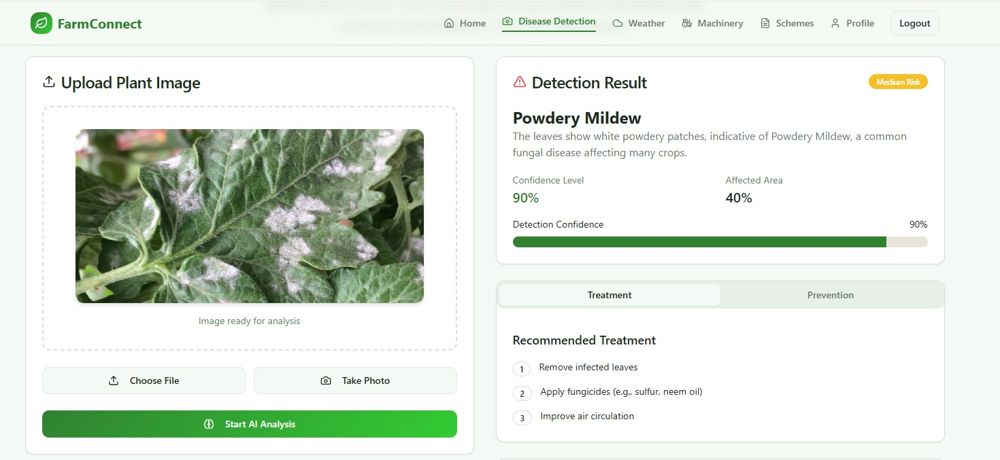 FarmConnect
Home
Disease Detection
Weather
Machinery
Schemes
Profile
Logout
Upload Plant Image
Image ready for analysis
Choose File
Take Photo
Start AI Analysis
Detection Result
Medium Risk
Powdery Mildew
The leaves show white powdery patches, indicative of Powdery Mildew, a common
fungal disease affecting many crops.
Confidence Level
90%
Affected Area
40%
Detection Confidence
90%
Treatment
Prevention
Recommended Treatment
1 Remove infected leaves
2 Apply fungicides (e.g., sulfur, neem oil)
3 Improve air circulation